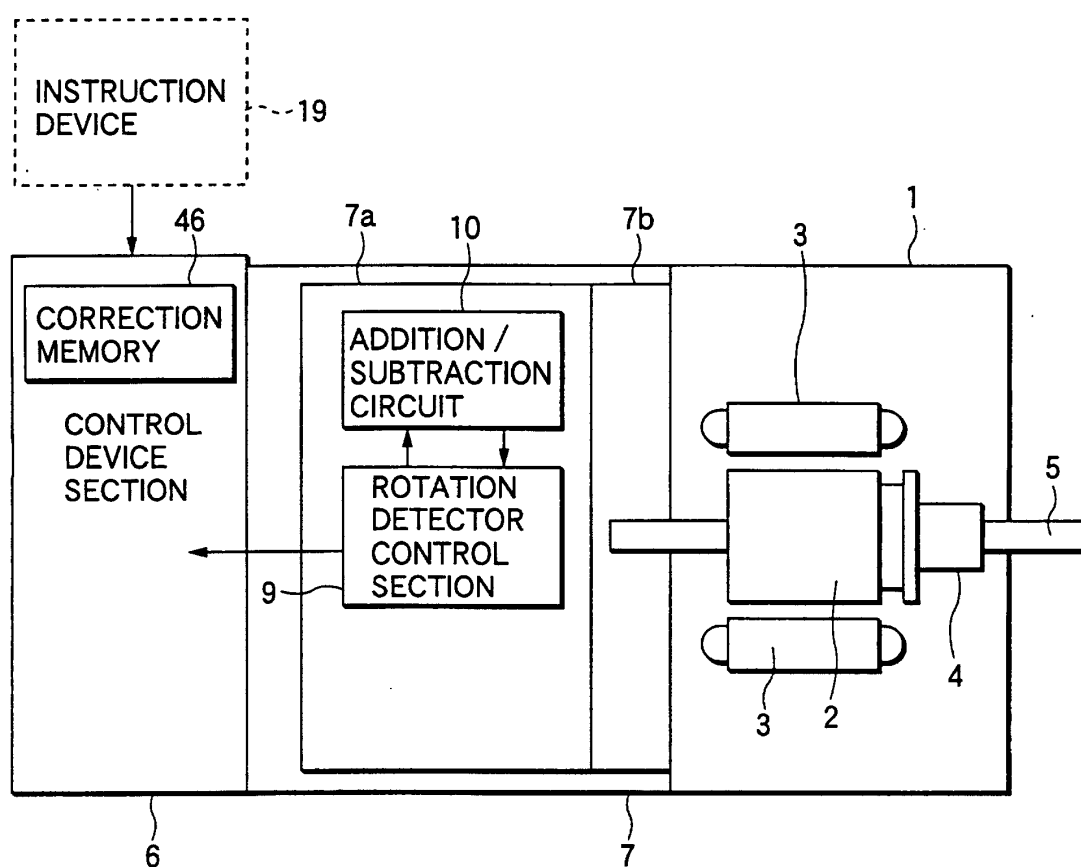 INSTRUCTION
DEVICE
19
46
7a
10
7b
1
3
CORRECTION
MEMORY
ADDITION /
SUBTRACTION
CIRCUIT
CONTROL
DEVICE
SECTION
ROTATION
DETECTOR
CONTROL
SECTION
9
5
4
3
2
6
7